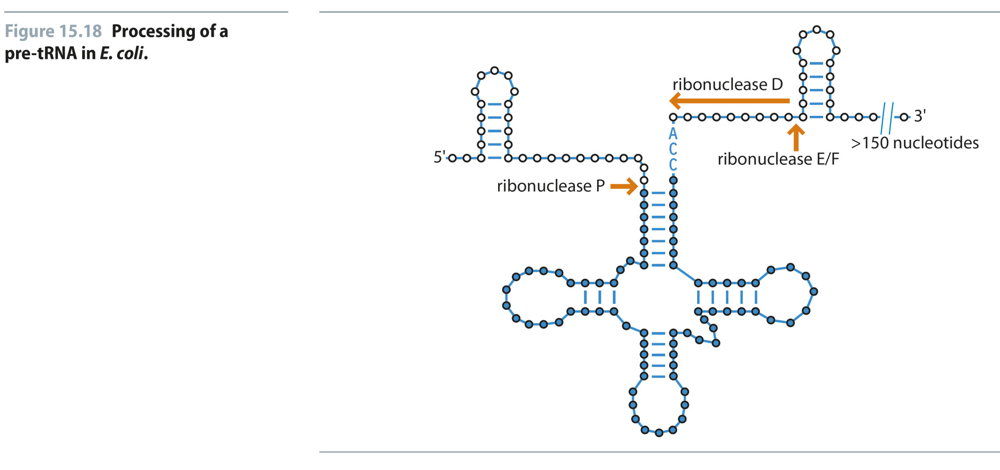 Figure 15.18 Processing of a
pre-tRNA in E. coli.
ribonuclease D
3'
>150 nucleotides
ribonuclease E/F
5'
A
C
C
ribonuclease P